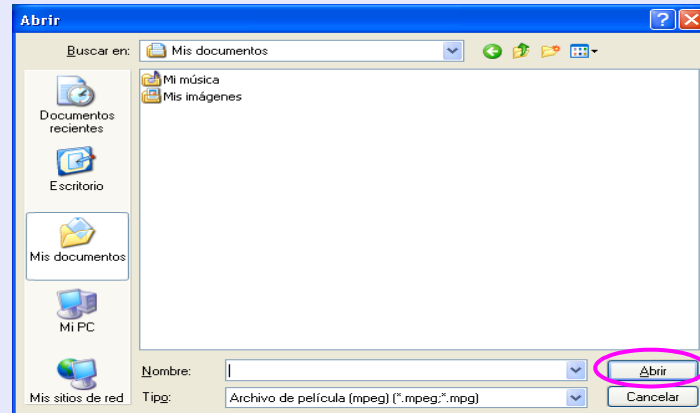 Abrir
Buscar en: Mis documentos
Mi música
Mis imágenes
Documentos
recientes
Escritorio
Mis documentos
Mi PC
Mis sitios de red
Nombre:
Abrir
Tipo: Archivo de película (mpeg) (*.mpeg;*.mpg)
Cancelar